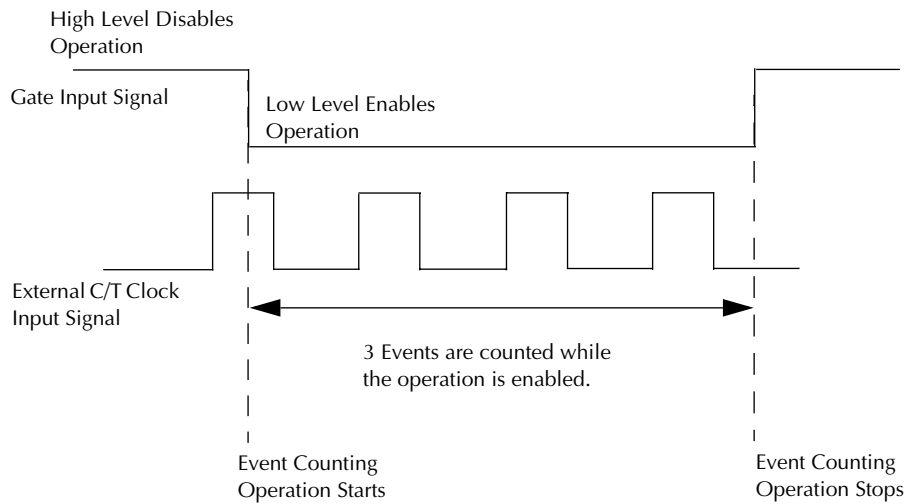 High Level Disables
Operation
Gate Input Signal
Low Level Enables
Operation
External C/T Clock
Input Signal
3 Events are counted while
the operation is enabled.
Event Counting
Operation Starts
Event Counting
Operation Stops